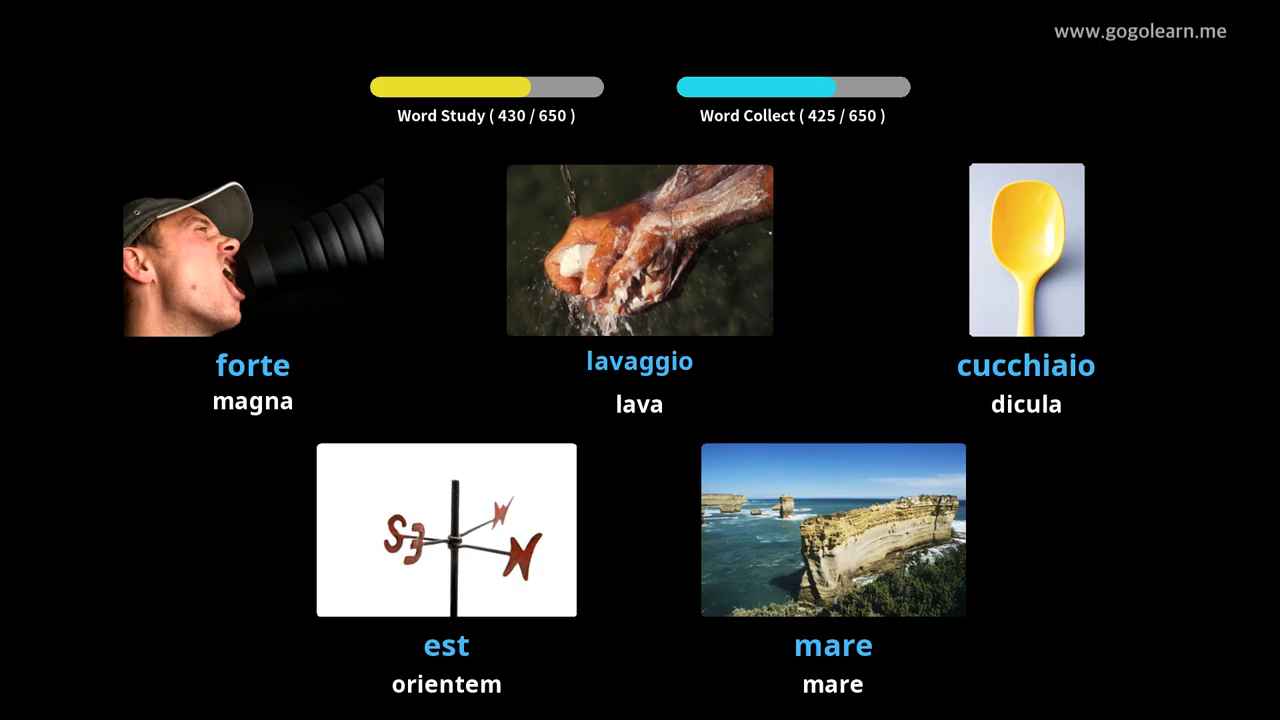 www.gogolearn.me
Word Study ( 430 / 650 )
Word Collect ( 425 / 650 )
forte
magna
lavaggio
lava
cucchiaio
dicula
S E
N
est
orientem
mare
mare